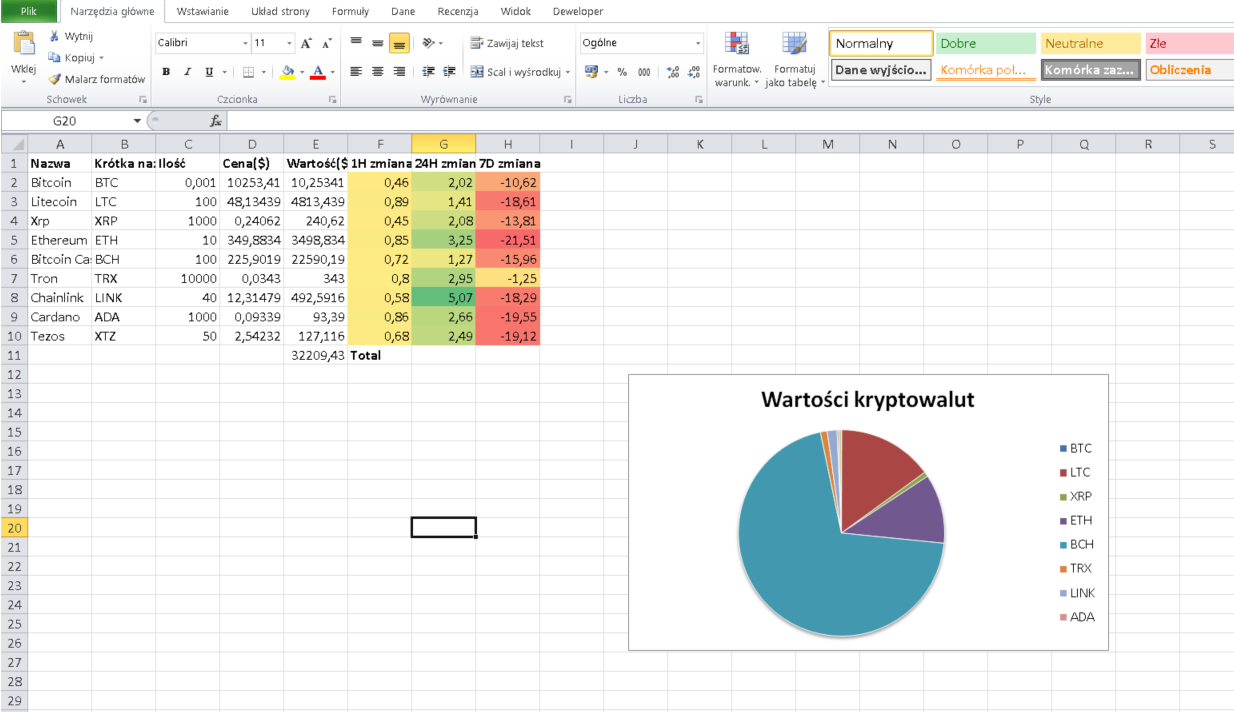 Plik Narzędzia główne Wstawianie Układ strony Formuły Dane Recenzja Widok Deweloper
Wklej
Wytnij
Kopiuj
Malarz formatów
Schowek
Calibri 11
B I U A
Czcionka
Zawijaj tekst
Scal i wyśrodkuj
Wyrównanie
Ogólne
% 000
Liczba
Formatow. warunk.
Formatuj jako tabelę
Normalny Dobre Neutralne Złe
Dane wyjścio... Komórka poł... Komórka zaz... Obliczenia
Style
G20 fx
A B C D E F G H I J K L M N O P Q R S
1 Nazwa Krótka na: Ilość Cena($) Wartość($ 1H zmiana 24H zmian 7D zmiana
2 Bitcoin BTC 0,001 10253,41 10,25341 0,46 2,02 -10,62
3 Litecoin LTC 100 48,13439 4813,439 0,89 1,41 -18,61
4 Xrp XRP 1000 0,24062 240,62 0,45 2,08 -13,81
5 Ethereum ETH 10 349,8834 3498,834 0,85 3,25 -21,51
6 Bitcoin Ca: BCH 100 225,9019 22590,19 0,72 1,27 -15,96
7 Tron TRX 10000 0,0343 343 0,8 2,95 -1,25
8 Chainlink LINK 40 12,31479 492,5916 0,58 5,07 -18,29
9 Cardano ADA 1000 0,09339 93,39 0,86 2,66 -19,55
10 Tezos XTZ 50 2,54232 127,116 0,68 2,49 -19,12
11 32209,43 Total
12
13
14
15
16
17
18
19
20
21
22
23
24
25
26
27
28
29
Wartości kryptowalut
BTC
LTC
XRP
ETH
BCH
TRX
LINK
ADA